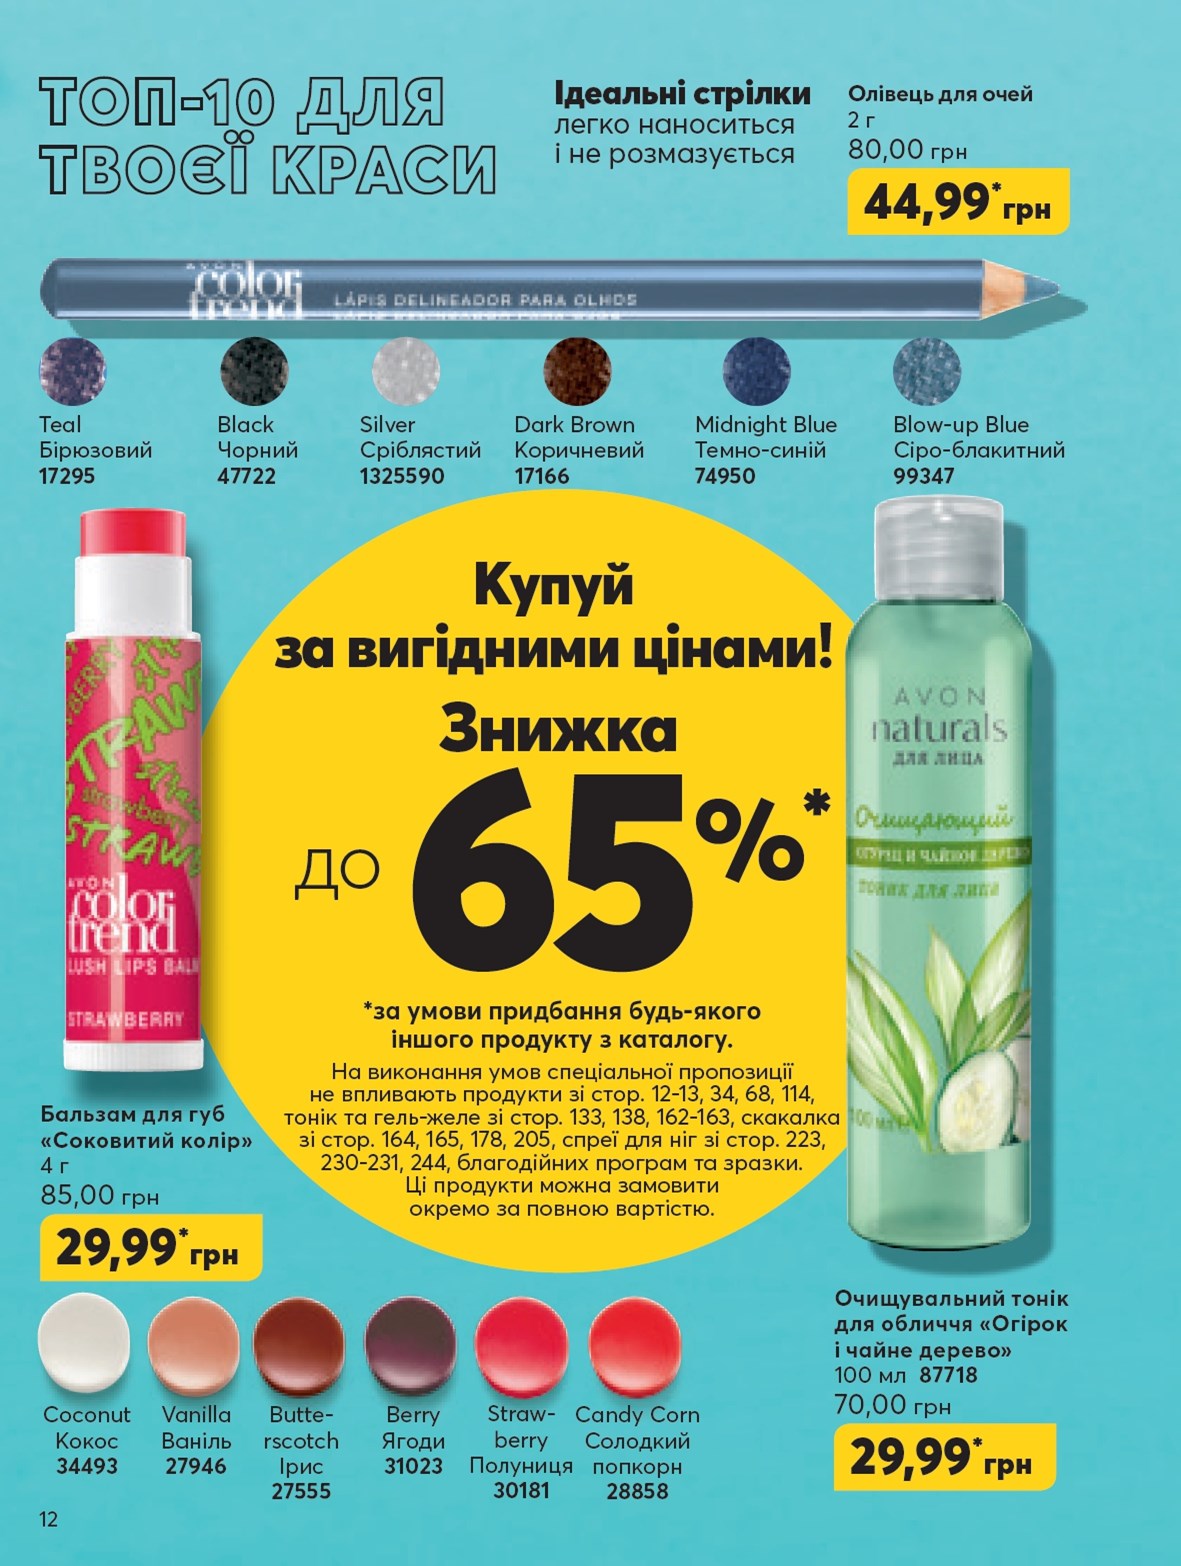 ТОП-10 ДЛЯ
ТВОЄЇ КРАСИ
Ідеальні стрілки
легко наноситься
і не розмазується
Олівець для очей
2 г
80,00 грн
44,99* грн
AVON
color trend
LÁPIS DELINEADOR PARA OLHOS
Teal
Бірюзовий
17295
Black
Чорний
47722
Silver
Сріблястий
1325590
Dark Brown
Коричневий
17166
Midnight Blue
Темно-синій
74950
Blow-up Blue
Сіро-блакитний
99347
Купуй
за вигідними цінами!
Знижка
до 65%*
*за умови придбання будь-якого
іншого продукту з каталогу.
На виконання умов спеціальної пропозиції
не впливають продукти зі стор. 12-13, 34, 68, 114,
тонік та гель-желе зі стор. 133, 138, 162-163, скакалка
зі стор. 164, 165, 178, 205, спреї для ніг зі стор. 223,
230-231, 244, благодійних програм та зразки.
Ці продукти можна замовити
окремо за повною вартістю.
strawberry
AVON
color
trend
LUSH LIPS BALM
STRAWBERRY
Бальзам для губ
«Соковитий колір»
4 г
85,00 грн
29,99* грн
Coconut
Кокос
34493
Vanilla
Ваніль
27946
Butte-
rscotch
Ірис
27555
Berry
Ягоди
31023
Straw-
berry
Полуниця
30181
Candy Corn
Солодкий
попкорн
28858
AVON
naturals
ДЛЯ ЛИЦА
Очищающий
ОГУРЕЦ И ЧАЙНОЕ ДЕРЕВО
тоник для лица
100 мл
Очищувальний тонік
для обличчя «Огірок
і чайне дерево»
100 мл 87718
70,00 грн
29,99* грн
12